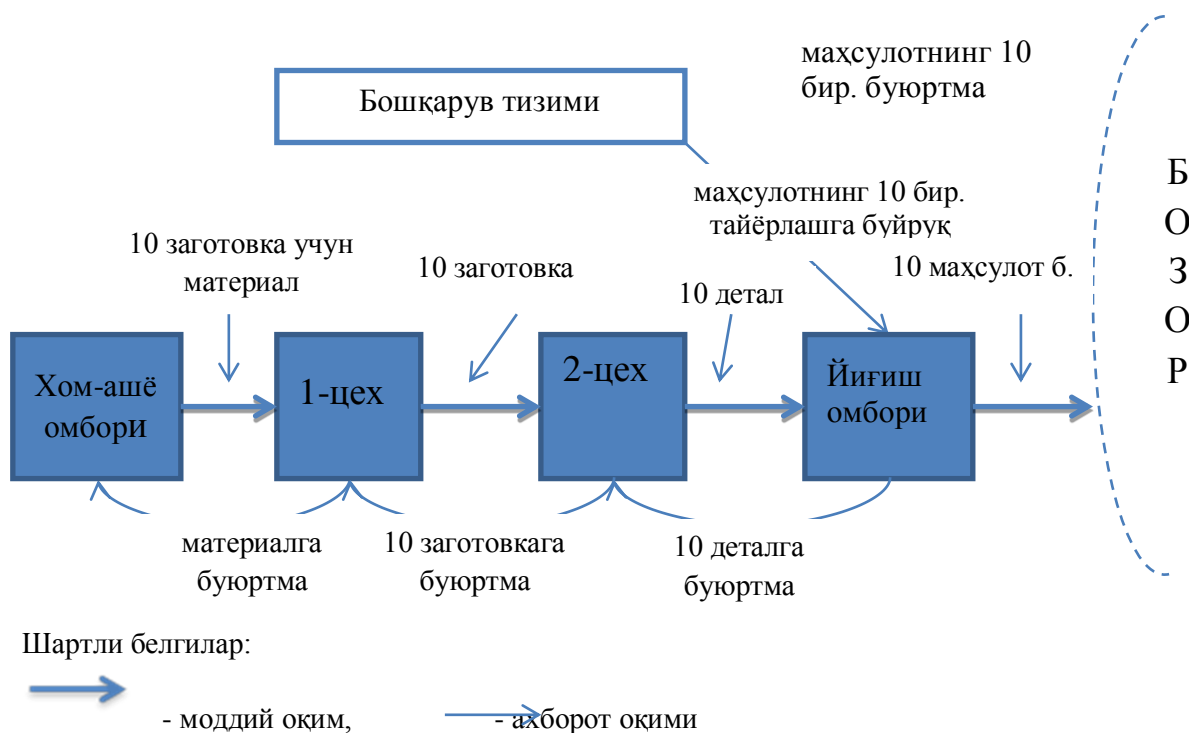 маҳсулотнинг 10
бир. буюртма
Бошқарув тизими
маҳсулотнинг 10 бир.
тайёрлашга буйруқ
10 заготовка учун
материал
10 заготовка
10 детал
10 маҳсулот б.
Б
О
З
О
Р
Хом-ашё
омбори
1-цех
2-цех
Йиғиш
омбори
материалга
буюртма
10 заготовкага
буюртма
10 деталга
буюртма
Шартли белгилар:
- моддий оқим,
- ахборот оқими